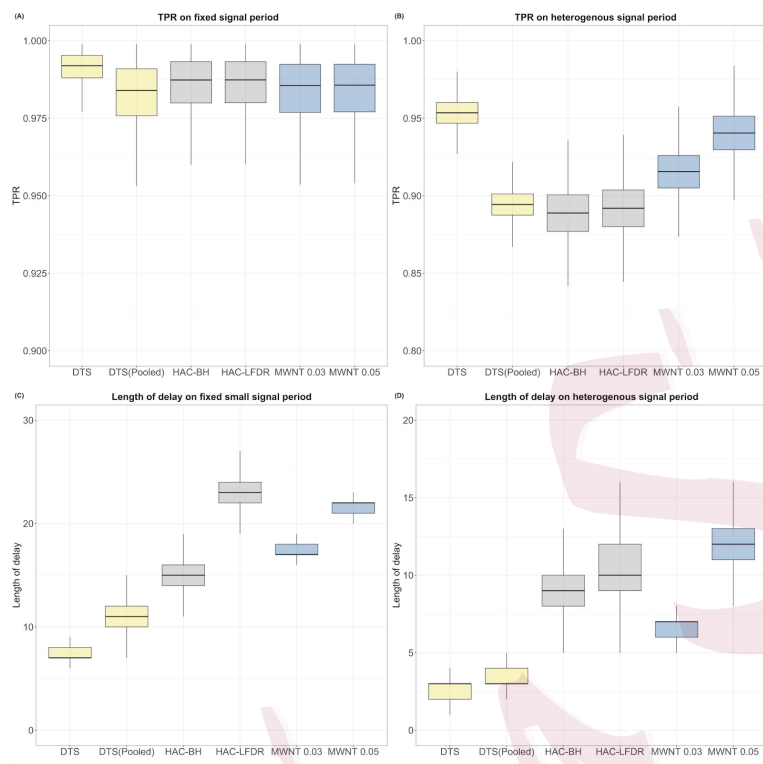 (A) TPR on fixed signal period
1.000
0.975
0.950
0.925
0.900
TPR
DTS DTS(Pooled) HAC-BH HAC-LFDR MWNT 0.03 MWNT 0.05
(B) TPR on heterogenous signal period
1.00
0.95
0.90
0.85
0.80
TPR
DTS DTS(Pooled) HAC-BH HAC-LFDR MWNT 0.03 MWNT 0.05
(C) Length of delay on fixed small signal period
30
20
10
0
Length of delay
DTS DTS(Pooled) HAC-BH HAC-LFDR MWNT 0.03 MWNT 0.05
(D) Length of delay on heterogenous signal period
20
15
10
5
0
Length of delay
DTS DTS(Pooled) HAC-BH HAC-LFDR MWNT 0.03 MWNT 0.05